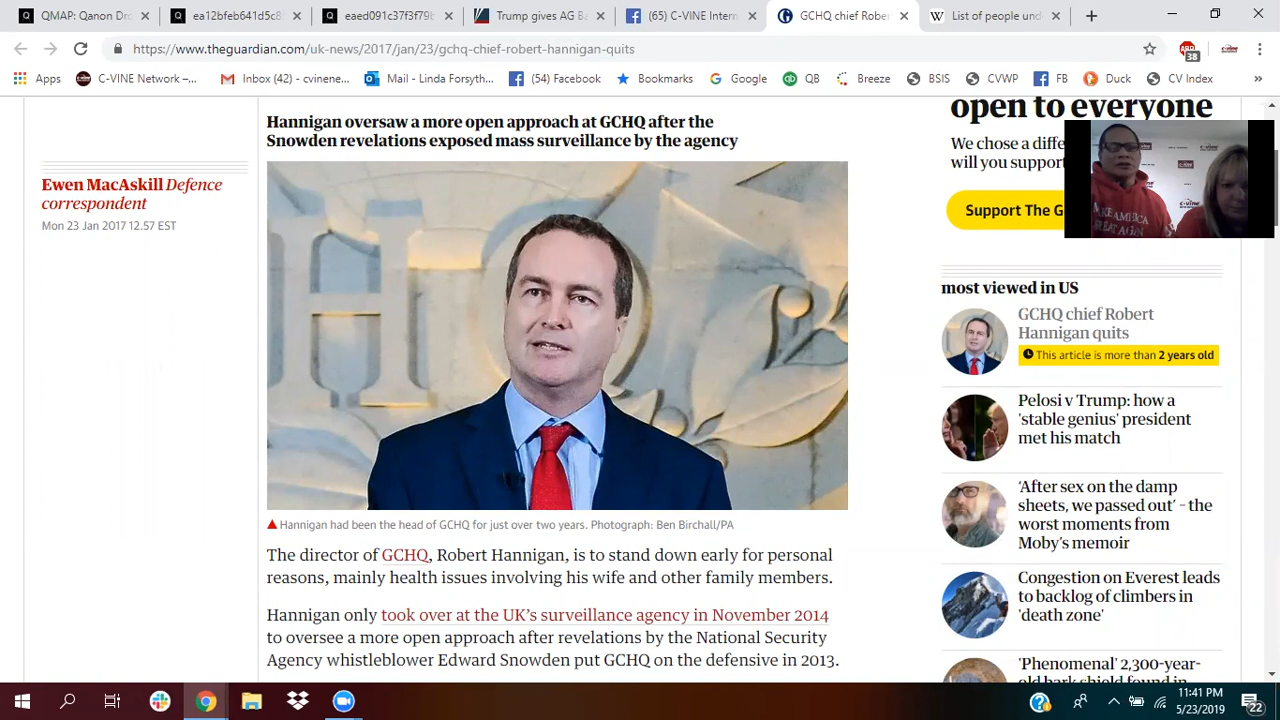 QMAP: Qanon Dro
ea12bfeb641d5c8
eaed091c37f3f79b
Trump gives AG Ba
(65) C-VINE Intern
GCHQ chief Rober
List of people und
https://www.theguardian.com/uk-news/2017/jan/23/gchq-chief-robert-hannigan-quits
38
Apps
C-VINE Network –...
Inbox (42) - cvinene...
Mail - Linda Forsyth...
(54) Facebook
Bookmarks
Google
QB
Breeze
BSIS
CVWP
FB
Duck
CV Index
Hannigan oversaw a more open approach at GCHQ after the
Snowden revelations exposed mass surveillance by the agency
Ewen MacAskill Defence
correspondent
Mon 23 Jan 2017 12.57 EST
Hannigan had been the head of GCHQ for just over two years. Photograph: Ben Birchall/PA
The director of GCHQ, Robert Hannigan, is to stand down early for personal
reasons, mainly health issues involving his wife and other family members.
Hannigan only took over at the UK's surveillance agency in November 2014
to oversee a more open approach after revelations by the National Security
Agency whistleblower Edward Snowden put GCHQ on the defensive in 2013.
open to everyone
We chose a diffe
will you support
Support The G
MAKE AMERICA
GREAT AGAIN
most viewed in US
GCHQ chief Robert
Hannigan quits
This article is more than 2 years old
Pelosi v Trump: how a
'stable genius' president
met his match
'After sex on the damp
sheets, we passed out' – the
worst moments from
Moby's memoir
Congestion on Everest leads
to backlog of climbers in
'death zone'
'Phenomenal' 2,300-year-
old bark shield found in
11:41 PM
5/23/2019
22